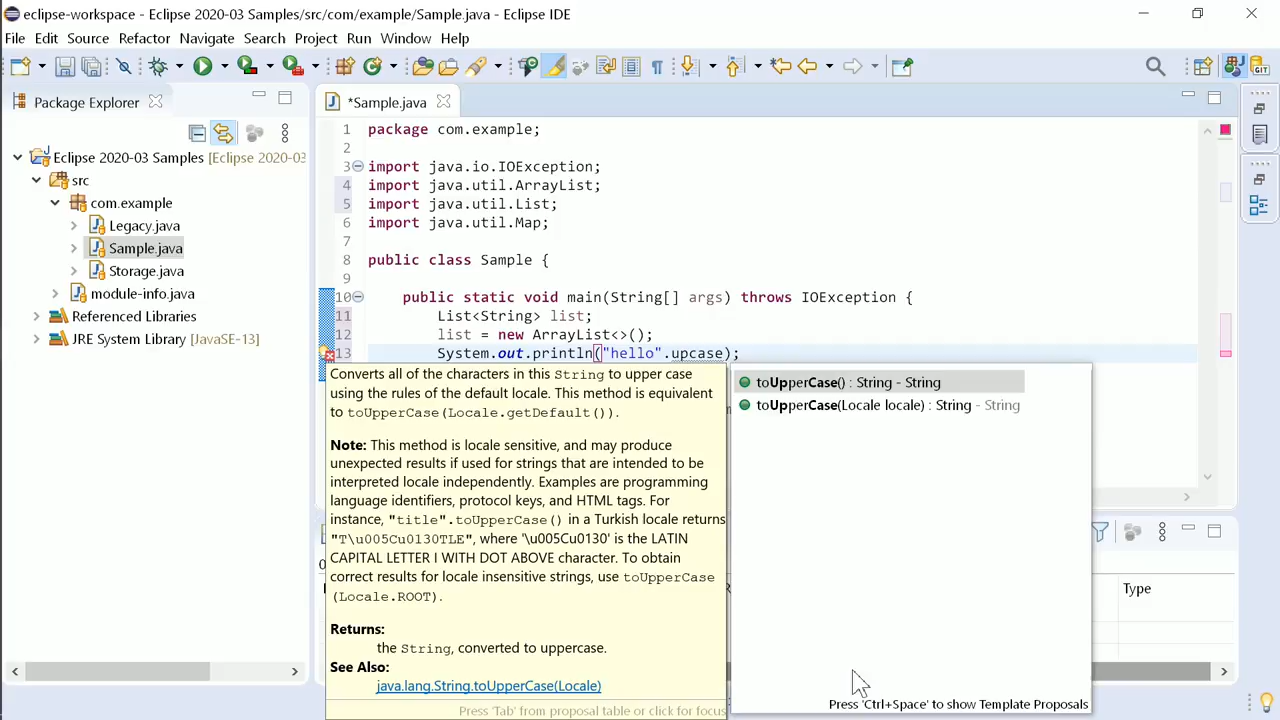 eclipse-workspace - Eclipse 2020-03 Samples/src/com/example/Sample.java - Eclipse IDE
File Edit Source Refactor Navigate Search Project Run Window Help
Package Explorer
*Sample.java
Eclipse 2020-03 Samples [Eclipse 2020-03
src
com.example
Legacy.java
Sample.java
Storage.java
module-info.java
Referenced Libraries
JRE System Library [JavaSE-13]
1 package com.example;
2
3 import java.io.IOException;
4 import java.util.ArrayList;
5 import java.util.List;
6 import java.util.Map;
7
8 public class Sample {
9
10 public static void main(String[] args) throws IOException {
11 List<String> list;
12 list = new ArrayList<>();
13 System.out.println("hello".upcase);
Converts all of the characters in this String to upper case
using the rules of the default locale. This method is equivalent
to toUpperCase(Locale.getDefault()).
Note: This method is locale sensitive, and may produce
unexpected results if used for strings that are intended to be
interpreted locale independently. Examples are programming
language identifiers, protocol keys, and HTML tags. For
instance, "title".toUpperCase() in a Turkish locale returns
"T\u005Cu0130TLE", where '\u005Cu0130' is the LATIN
CAPITAL LETTER I WITH DOT ABOVE character. To obtain
correct results for locale insensitive strings, use toUpperCase
(Locale.ROOT).
Returns:
the String, converted to uppercase.
See Also:
java.lang.String.toUpperCase(Locale)
Press 'Tab' from proposal table or click for focus
toUpperCase() : String - String
toUpperCase(Locale locale) : String - String
Press 'Ctrl+Space' to show Template Proposals
Type